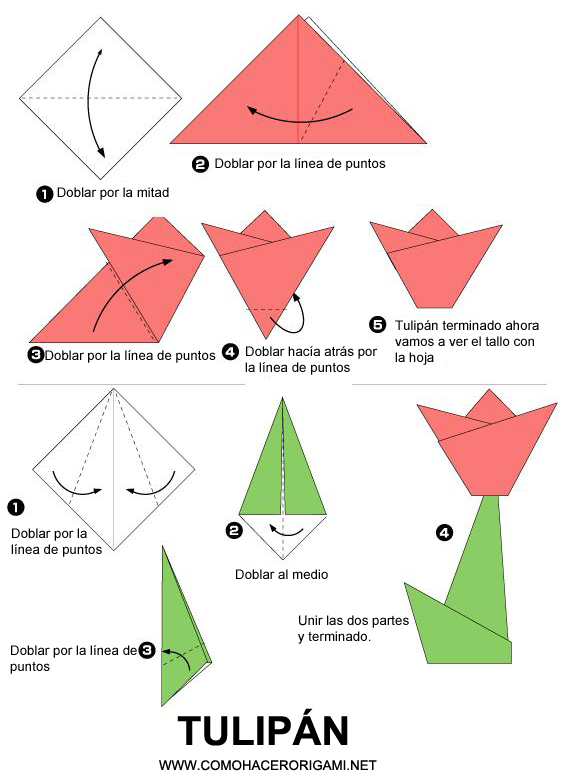 1 Doblar por la mitad
2 Doblar por la línea de puntos
3 Doblar por la línea de puntos
4 Doblar hacía atrás por
la línea de puntos
5 Tulipán terminado ahora
vamos a ver el tallo con
la hoja
1
Doblar por la
línea de puntos
2
Doblar al medio
Doblar por la línea de 3
puntos
4
Unir las dos partes
y terminado.
TULIPÁN
WWW.COMOHACERORIGAMI.NET